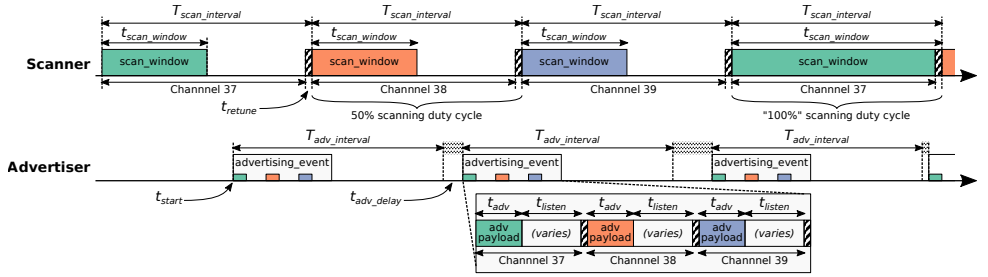 T_scan_interval T_scan_interval T_scan_interval T_scan_interval
t_scan_window t_scan_window t_scan_window t_scan_window
Scanner scan_window scan_window scan_window scan_window
Channnel 37 Channnel 38 Channnel 39 Channnel 37
t_retune
50% scanning duty cycle "100%" scanning duty cycle
T_adv_interval T_adv_interval T_adv_interval
Advertiser advertising_event advertising_event advertising_event
t_start t_adv_delay
t_adv t_listen t_adv t_listen t_adv t_listen
adv payload (varies) adv payload (varies) adv payload (varies)
Channnel 37 Channnel 38 Channnel 39